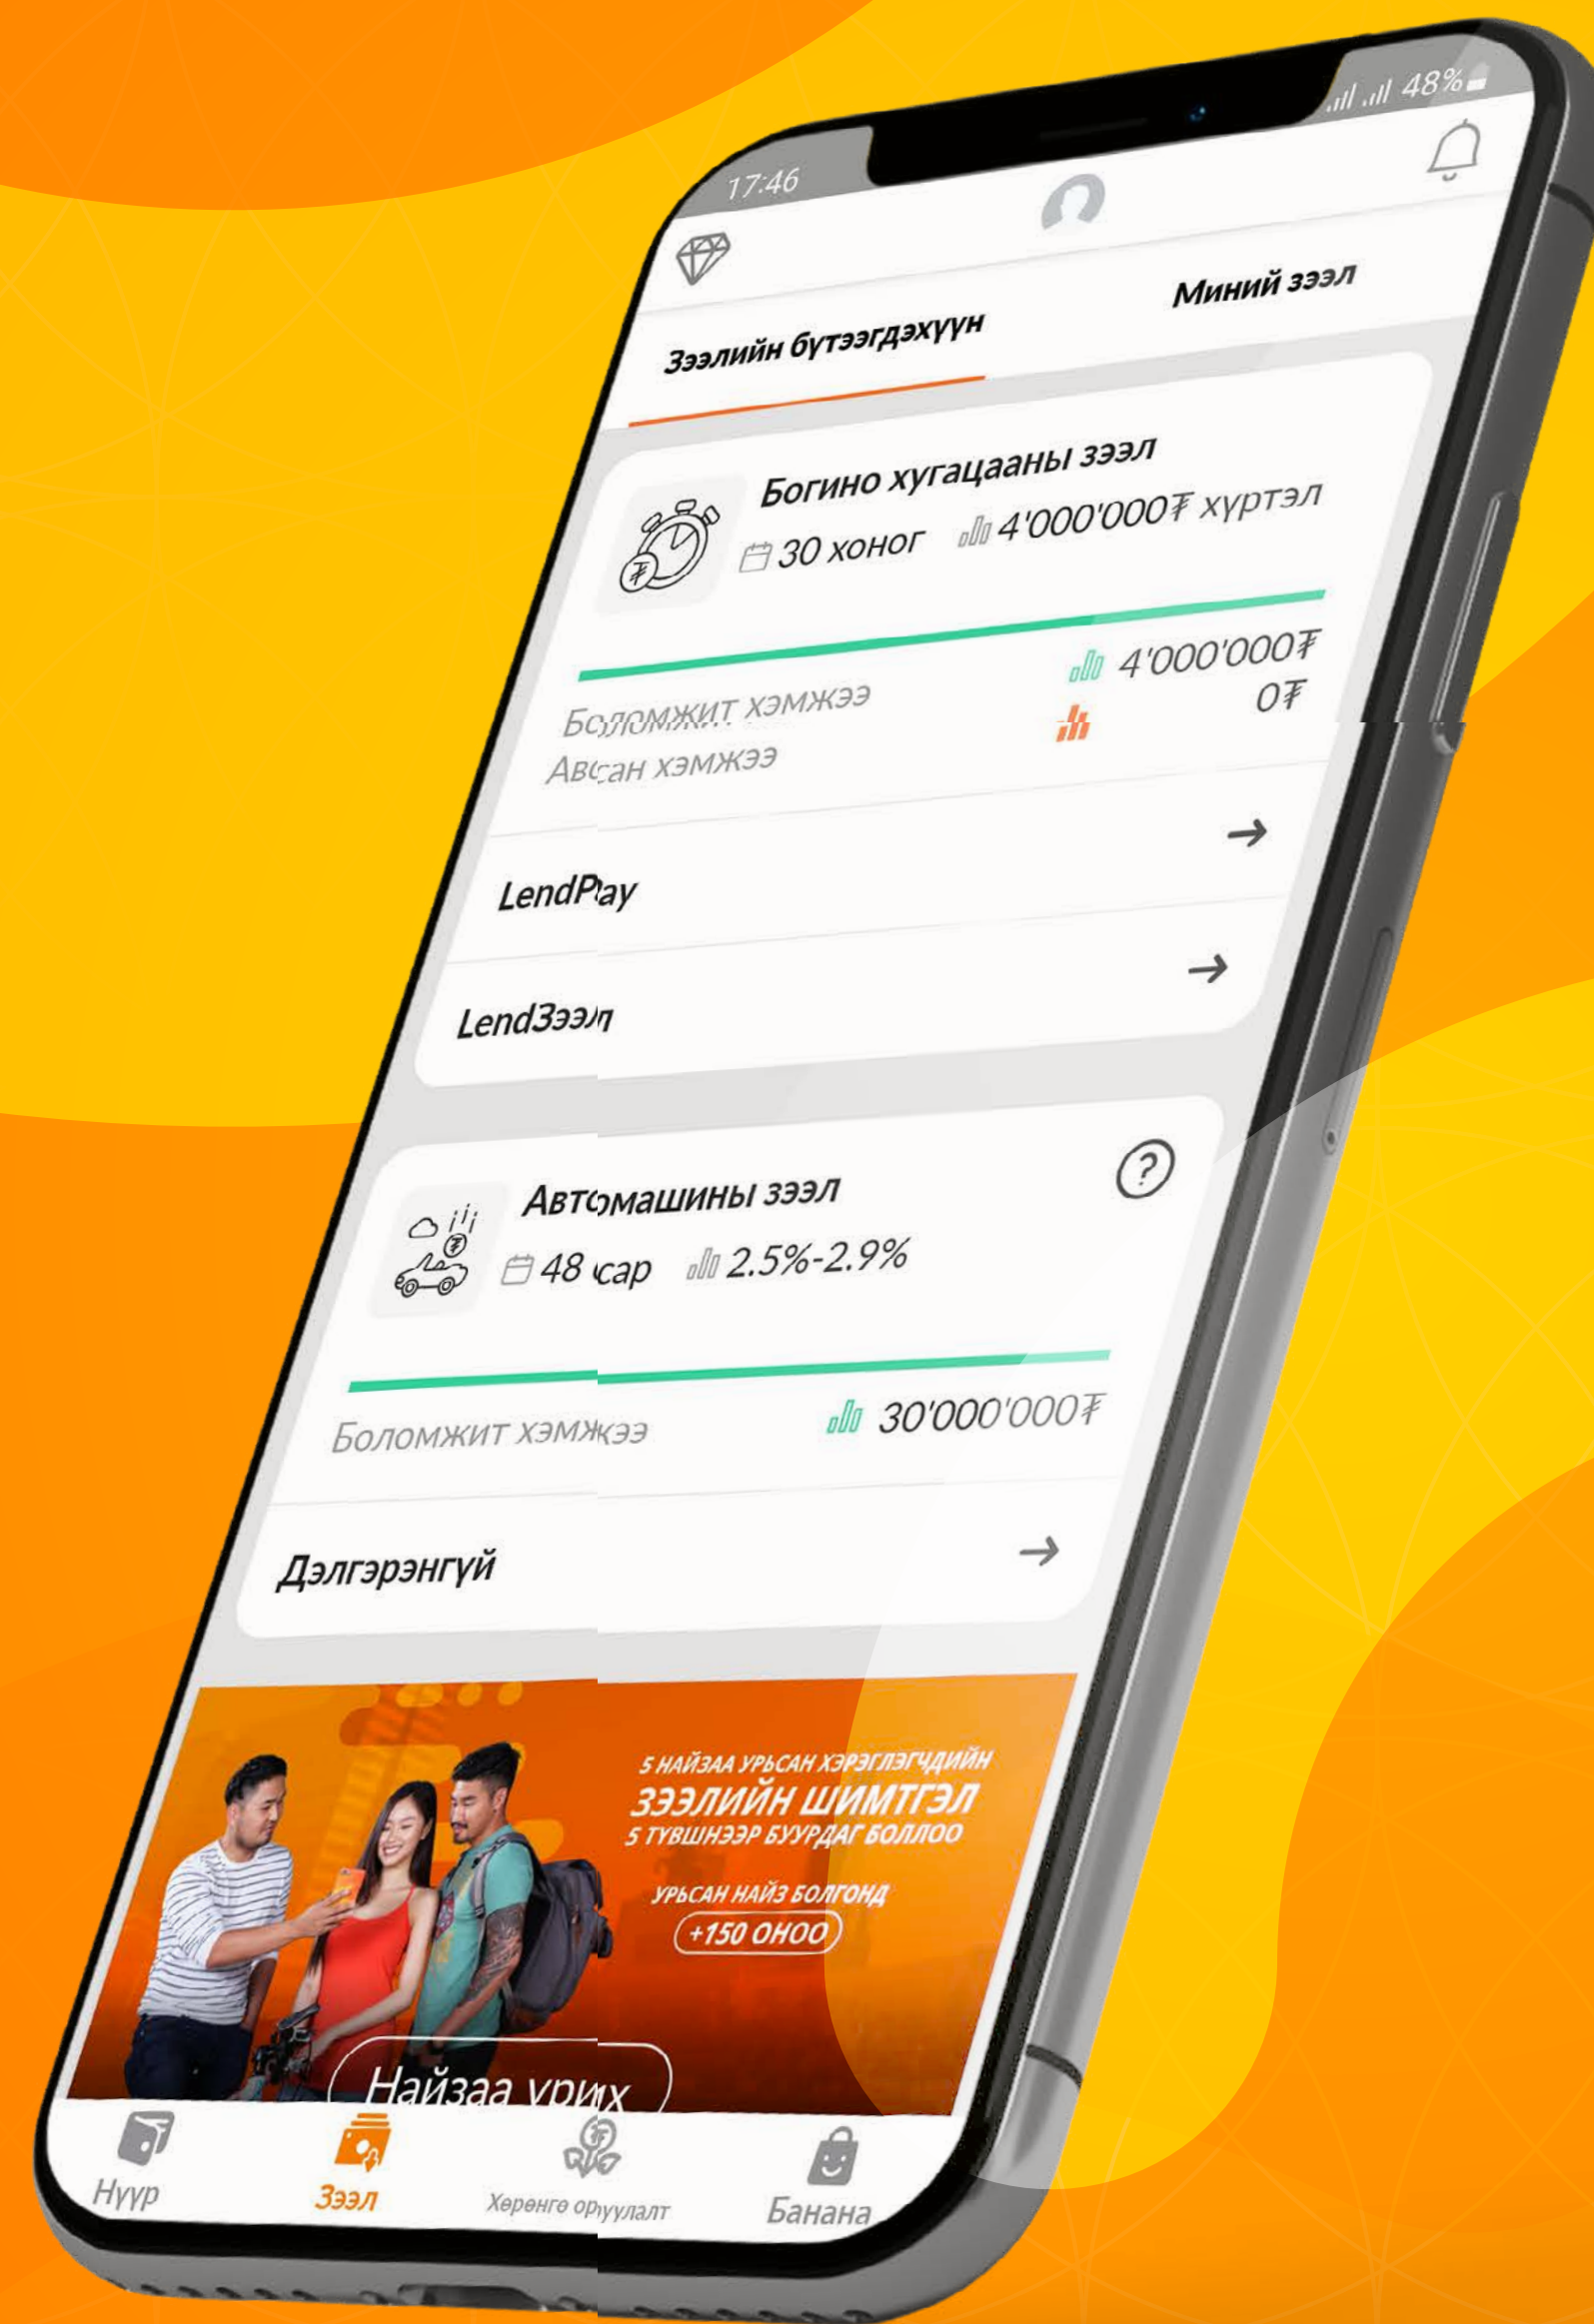 17:46
48%
Зээлийн бүтээгдэхүүн
Миний зээл
Богино хугацааны зээл
30 хоног 4'000'000₮ хүртэл
Боломжит хэмжээ 4'000'000₮
Авсан хэмжээ 0₮
LendPay
LendЗээл
Автомашины зээл
?
48 сар 2.5%-2.9%
Боломжит хэмжээ 30'000'000₮
Дэлгэрэнгүй
5 НАЙЗАА УРЬСАН ХЭРЭГЛЭГЧДИЙН
ЗЭЭЛИЙН ШИМТГЭЛ
5 ТҮВШНЭЭР БУУРДАГ БОЛЛОО
УРЬСАН НАЙЗ БОЛГОНД
+150 ОНОО
Найзаа урих
Нүүр
Зээл
Хөрөнгө оруулалт
Банана